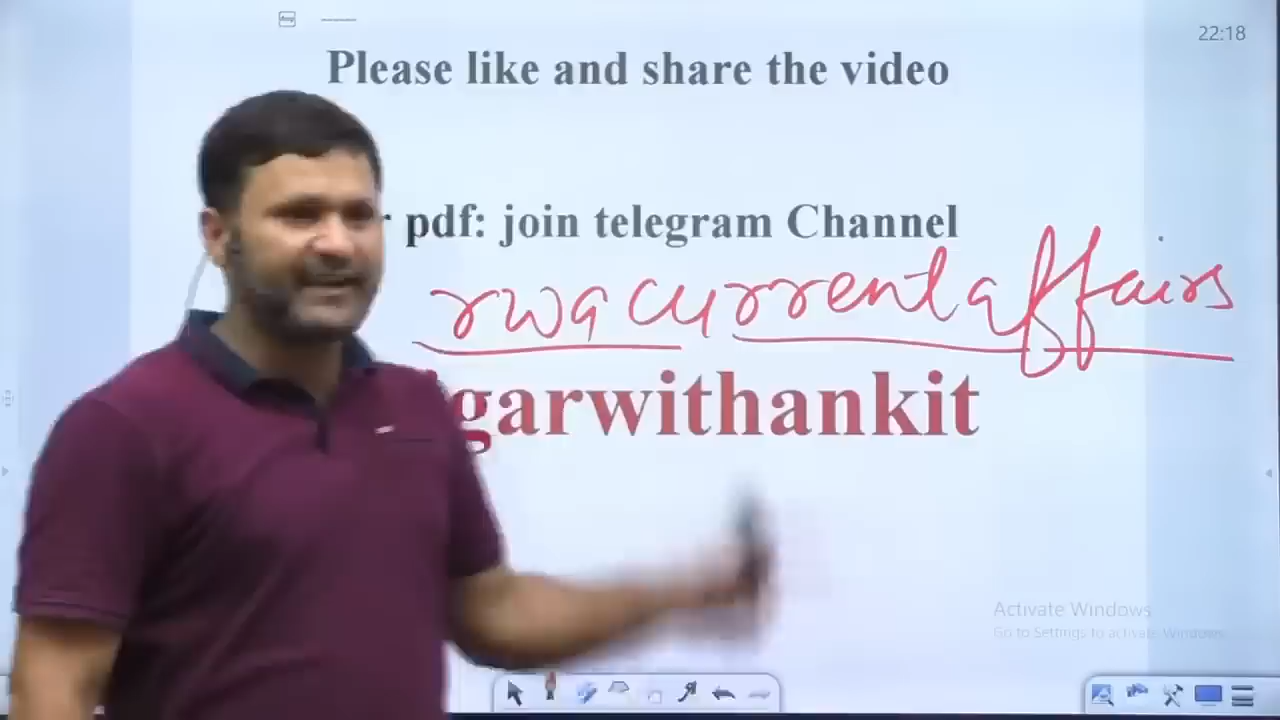 22:18
Please like and share the video
pdf: join telegram Channel
rwacurrentaffairs
garwithankit
Activate Windows
Go to Settings to activate Windows.